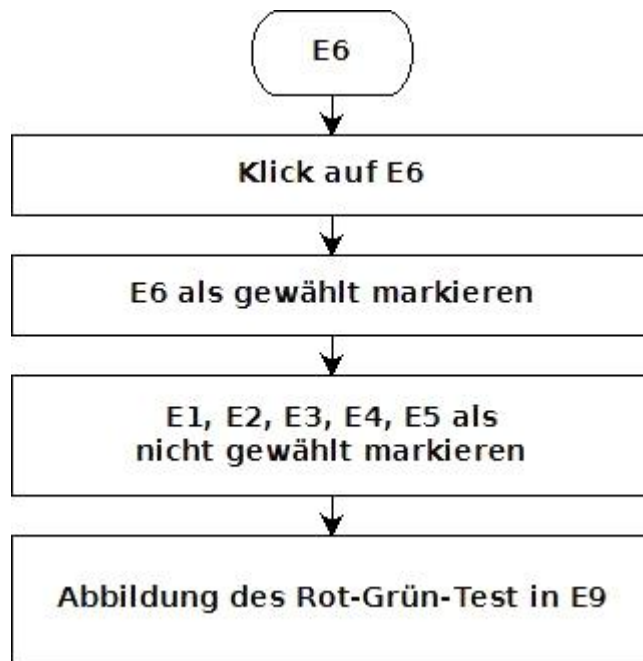 E6
Klick auf E6
E6 als gewählt markieren
E1, E2, E3, E4, E5 als
nicht gewählt markieren
Abbildung des Rot-Grün-Test in E9